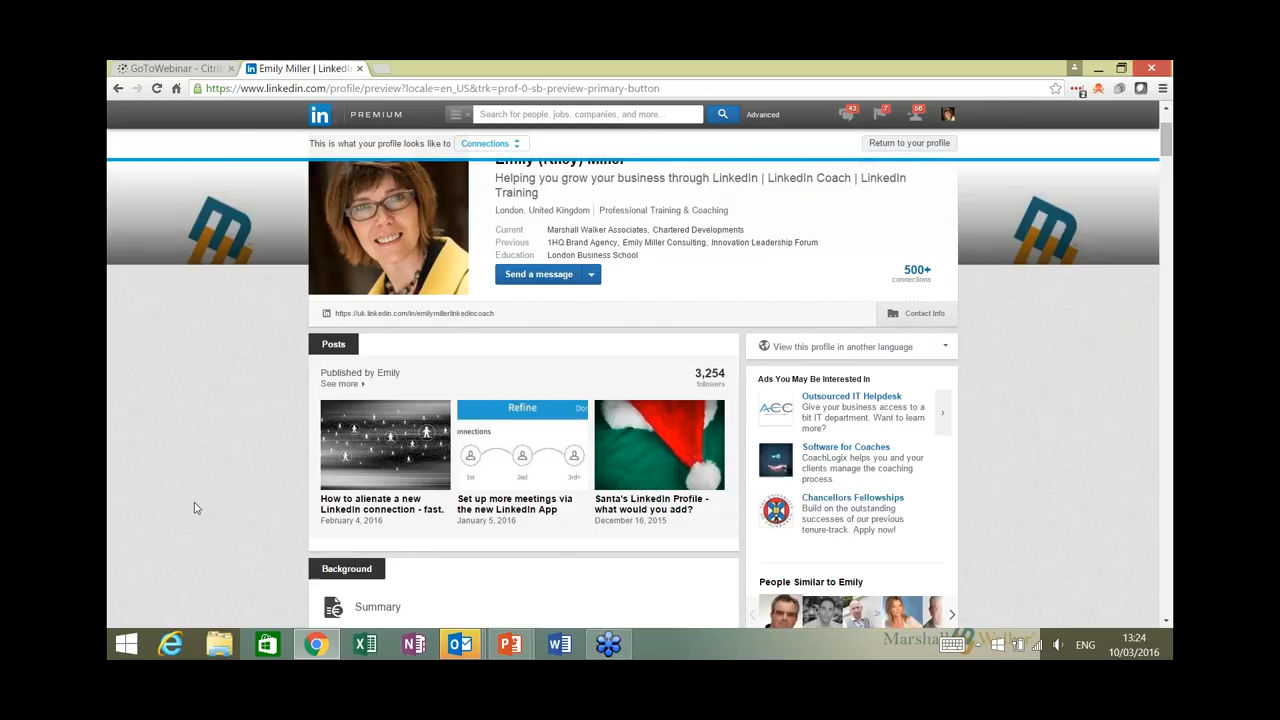 GoToWebinar - Citri
Emily Miller | LinkedIn
https://www.linkedin.com/profile/preview?locale=en_US&trk=prof-0-sb-preview-primary-button
in PREMIUM Search for people, jobs, companies, and more... Advanced 43 7 56
This is what your profile looks like to Connections Return to your profile
Emily (Riley) Miller
Helping you grow your business through LinkedIn | LinkedIn Coach | LinkedIn
Training
London, United Kingdom Professional Training & Coaching
Current Marshall Walker Associates, Chartered Developments
Previous 1HQ Brand Agency, Emily Miller Consulting, Innovation Leadership Forum
Education London Business School
Send a message
500+
connections
https://uk.linkedin.com/in/emilymillerlinkedincoach
Contact Info
Posts
Published by Emily
See more
3,254
followers
Refine Don
onnections
1st 2nd 3rd+
How to alienate a new
LinkedIn connection - fast.
February 4, 2016
Set up more meetings via
the new LinkedIn App
January 5, 2016
Santa's LinkedIn Profile -
what would you add?
December 16, 2015
Background
Summary
View this profile in another language
Ads You May Be Interested In
Outsourced IT Helpdesk
Give your business access to a
bit IT department. Want to learn
more?
Software for Coaches
CoachLogix helps you and your
clients manage the coaching
process.
Chancellors Fellowships
Build on the outstanding
successes of our previous
tenure-track. Apply now!
People Similar to Emily
Marshall Walker
ENG
13:24
10/03/2016